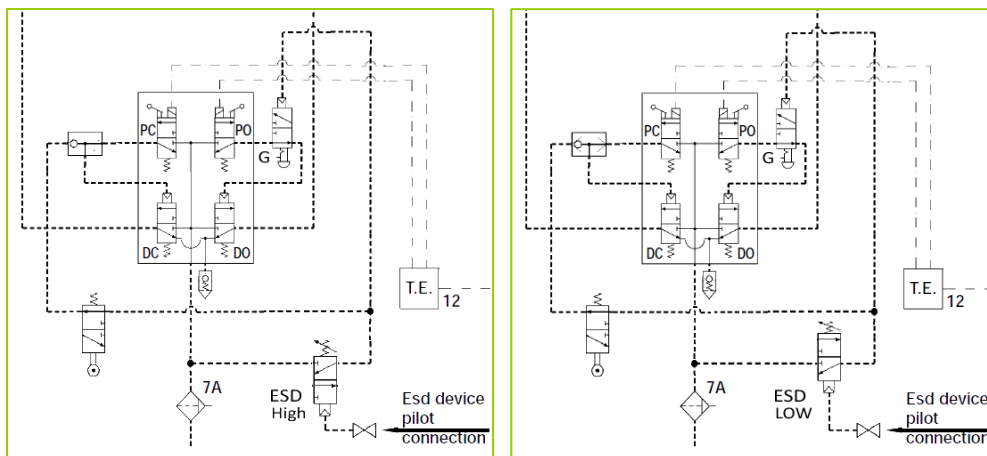 PC
PO
G
DC
DO
T.E.
12
7A
ESD
High
Esd device
pilot
connection
PC
PO
G
DC
DO
T.E.
12
7A
ESD
LOW
Esd device
pilot
connection